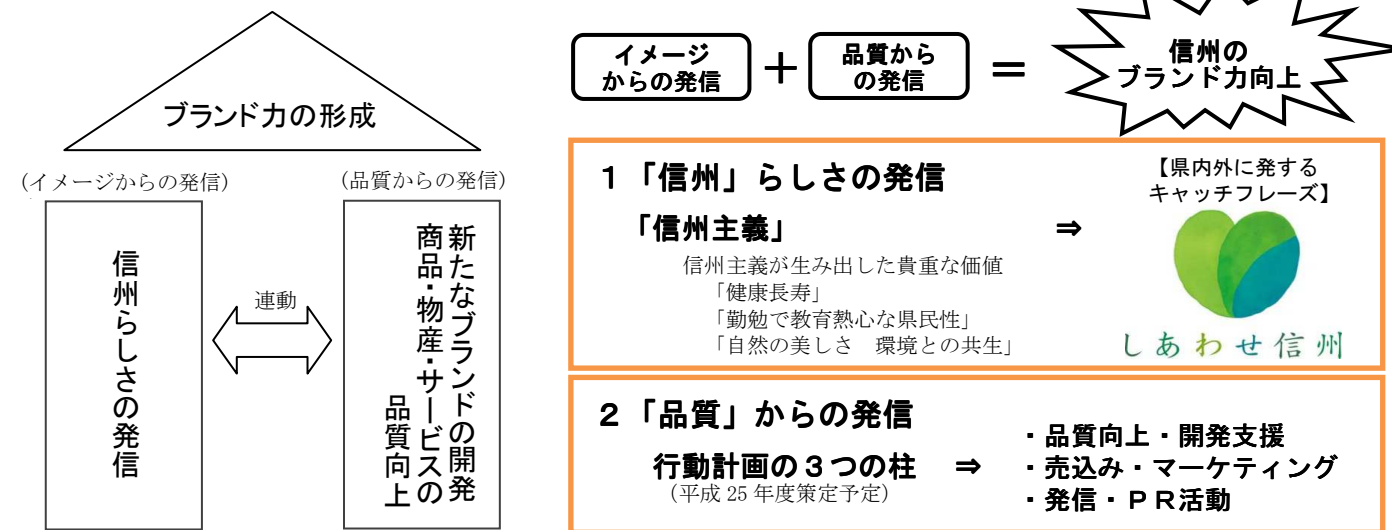 ブランド力の形成
(イメージからの発信)
(品質からの発信)
信州らしさの発信
連動
新たなブランドの開発
商品・物産・サービスの
品質向上
イメージ
からの発信
＋
品質から
の発信
＝
信州の
ブランド力向上
１「信州」らしさの発信
「信州主義」 ⇒
信州主義が生み出した貴重な価値
「健康長寿」
「勤勉で教育熱心な県民性」
「自然の美しさ　環境との共生」
【県内外に発する
キャッチフレーズ】
しあわせ信州
２「品質」からの発信
行動計画の３つの柱 ⇒
(平成 25 年度策定予定)
・品質向上・開発支援
・売込み・マーケティング
・発信・ＰＲ活動